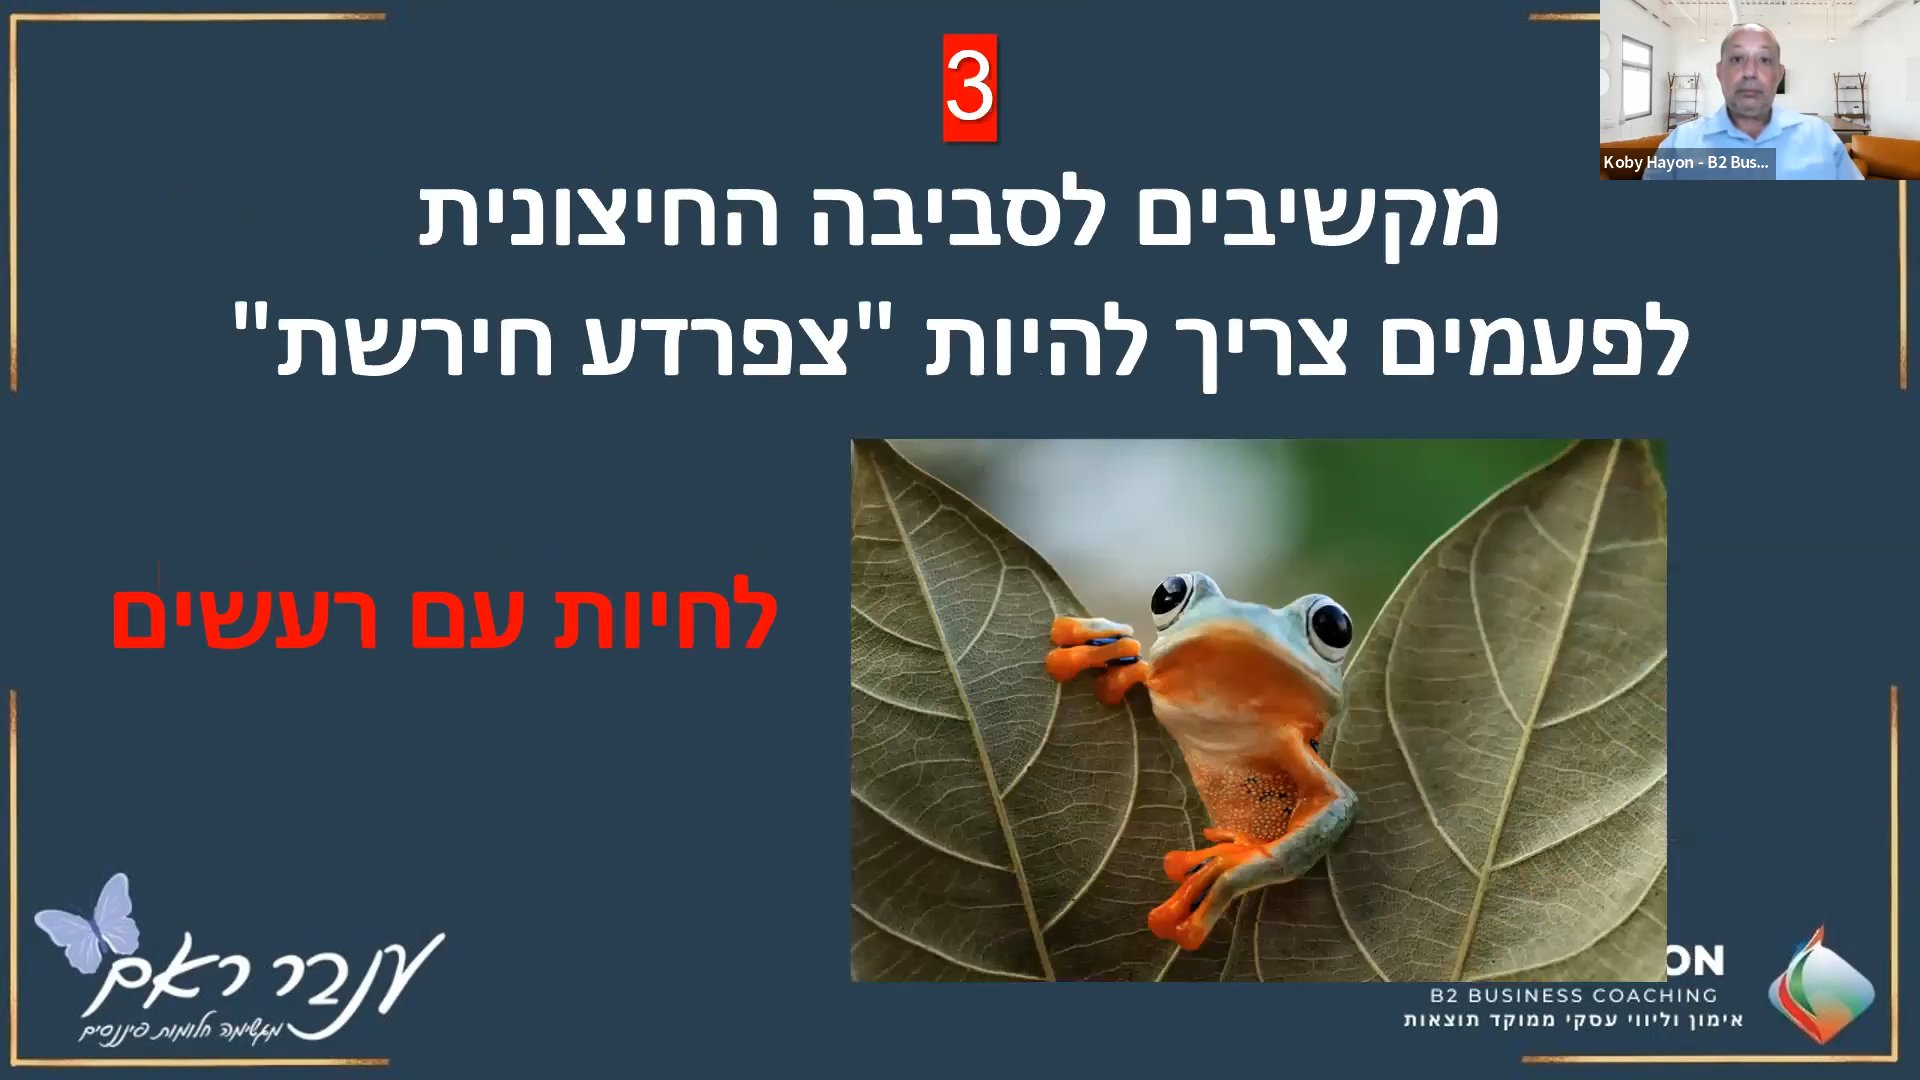 3
Koby Hayon - B2 Bus...
מקשיבים לסביבה החיצונית
לפעמים צריך להיות "צפרדע חירשת"
לחיות עם רעשים
ענבר ראם
מגשימה חלומות פיננסים
ON
B2 BUSINESS COACHING
אימון וליווי עסקי ממוקד תוצאות